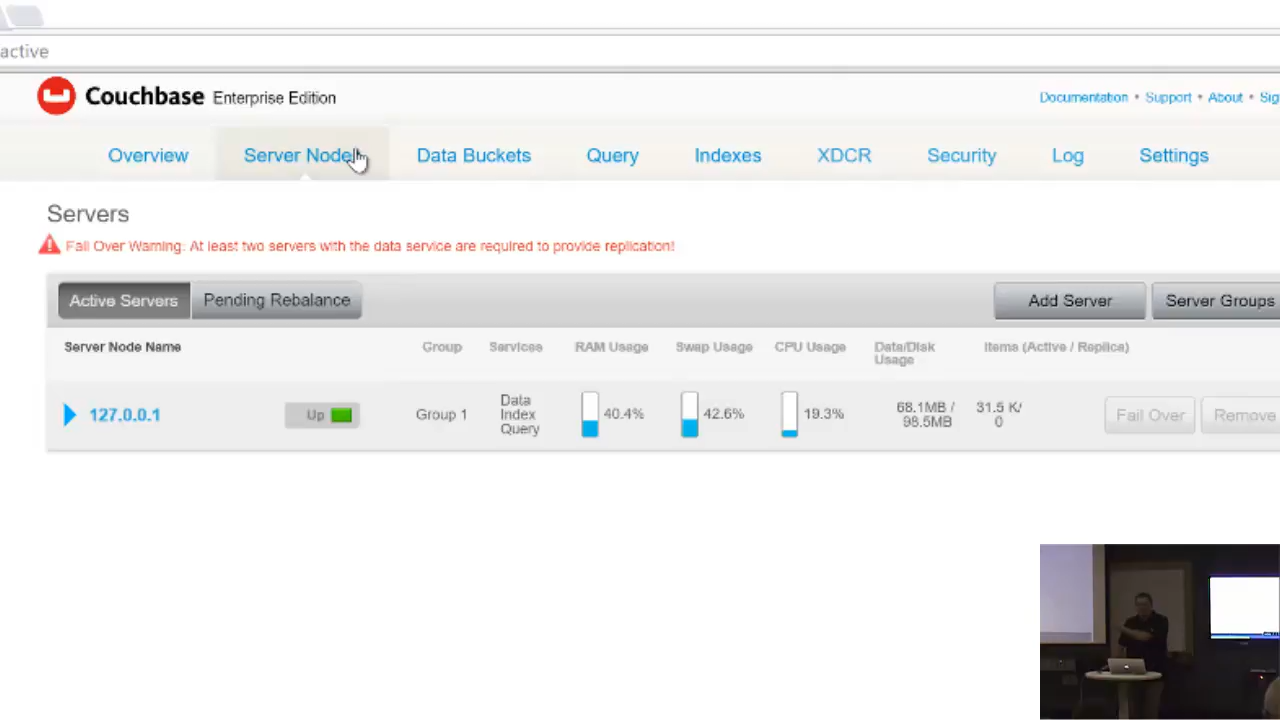 active
Couchbase Enterprise Edition
Documentation • Support • About •
Overview Server Nodes Data Buckets Query Indexes XDCR Security Log Settings
Servers
Fail Over Warning: At least two servers with the data service are required to provide replication!
Active Servers Pending Rebalance Add Server Server Groups
Server Node Name Group Services RAM Usage Swap Usage CPU Usage Data/Disk Usage Items (Active / Replica)
127.0.0.1 Up Group 1 Data Index Query 40.4% 42.6% 19.3% 68.1MB / 98.5MB 31.5 K/ 0 Fail Over Remove